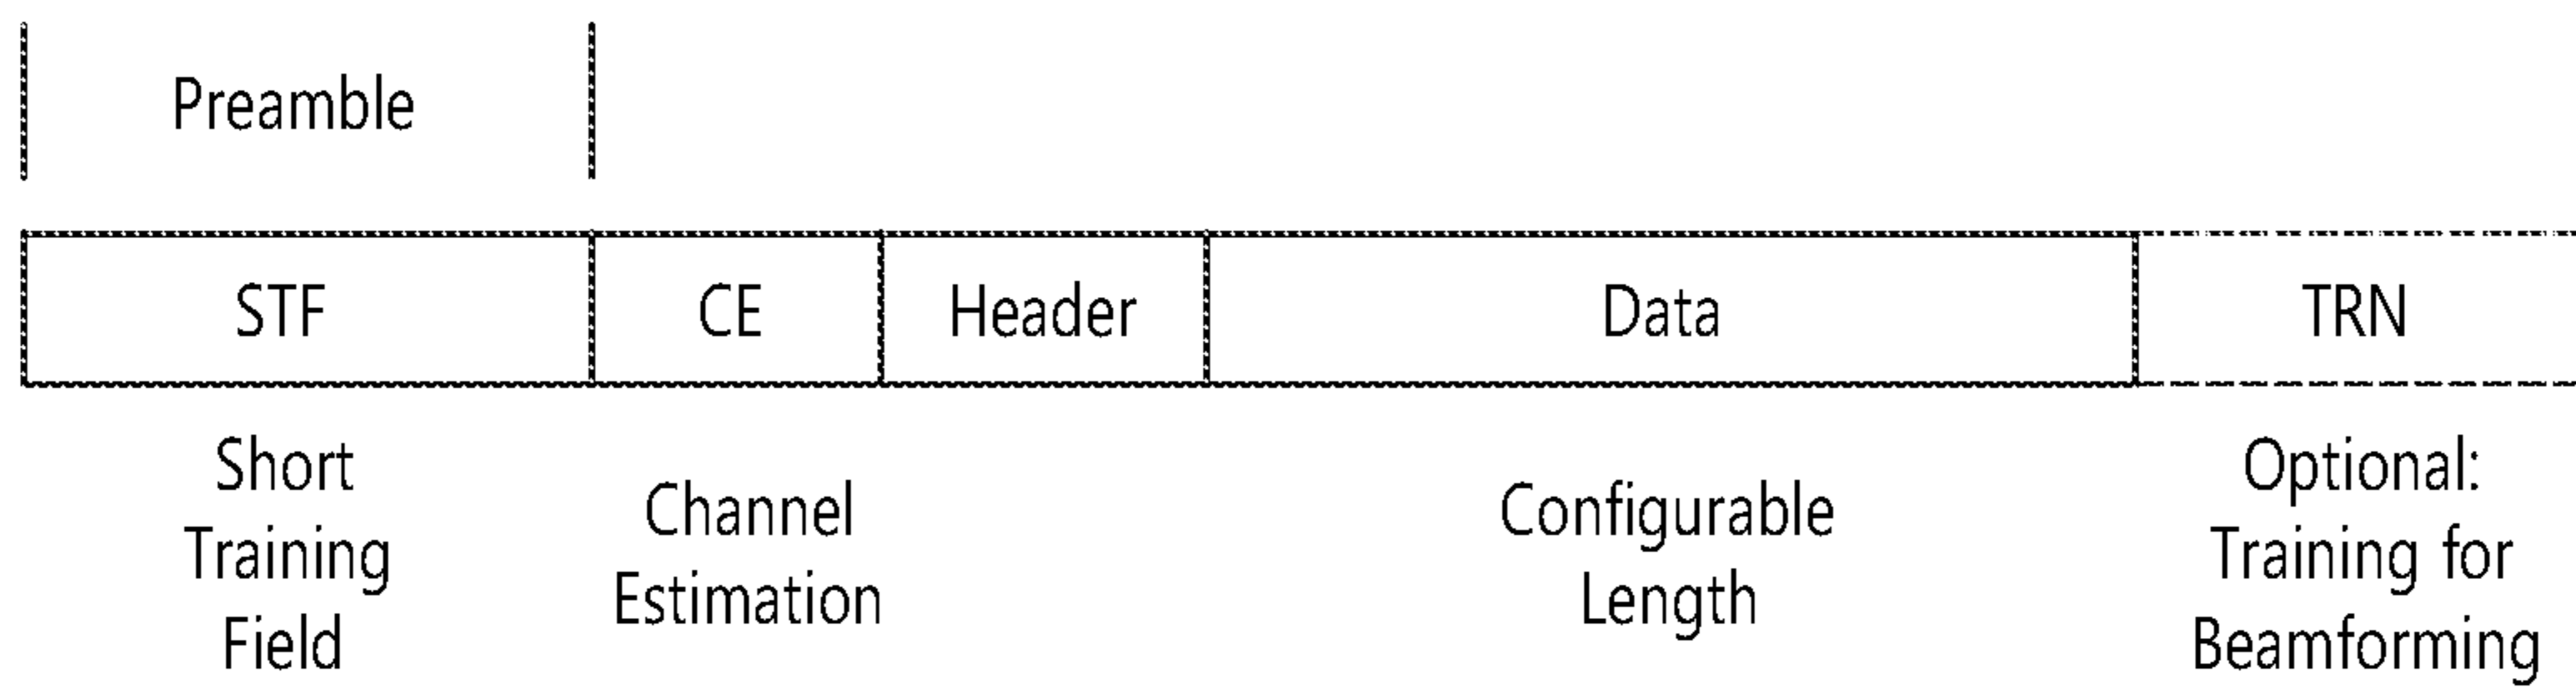 Preamble
STF CE Header Data TRN
Short
Training
Field
Channel
Estimation
Configurable
Length
Optional:
Training for
Beamforming